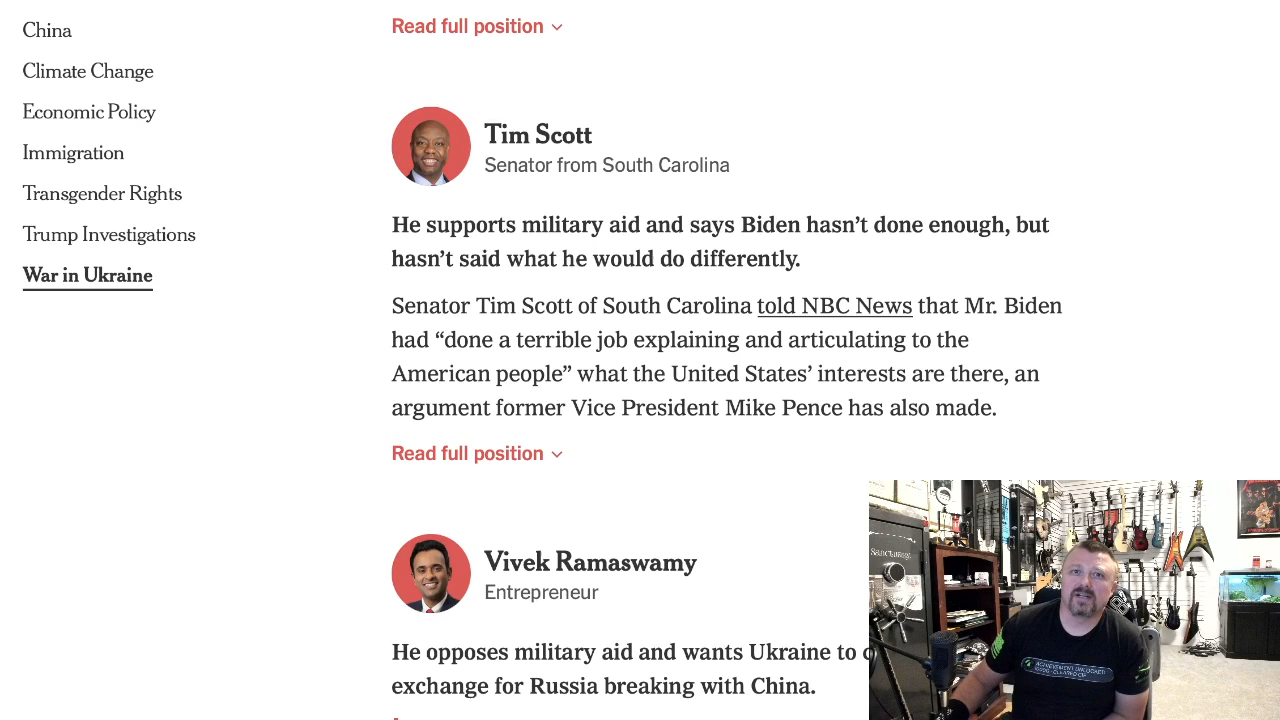 China
Climate Change
Economic Policy
Immigration
Transgender Rights
Trump Investigations
War in Ukraine
Read full position
Tim Scott
Senator from South Carolina
He supports military aid and says Biden hasn’t done enough, but
hasn’t said what he would do differently.
Senator Tim Scott of South Carolina told NBC News that Mr. Biden
had “done a terrible job explaining and articulating to the
American people” what the United States’ interests are there, an
argument former Vice President Mike Pence has also made.
Read full position
Vivek Ramaswamy
Entrepreneur
He opposes military aid and wants Ukraine to
exchange for Russia breaking with China.
Sanctuary
ACHIEVEMENT UNLOCKED